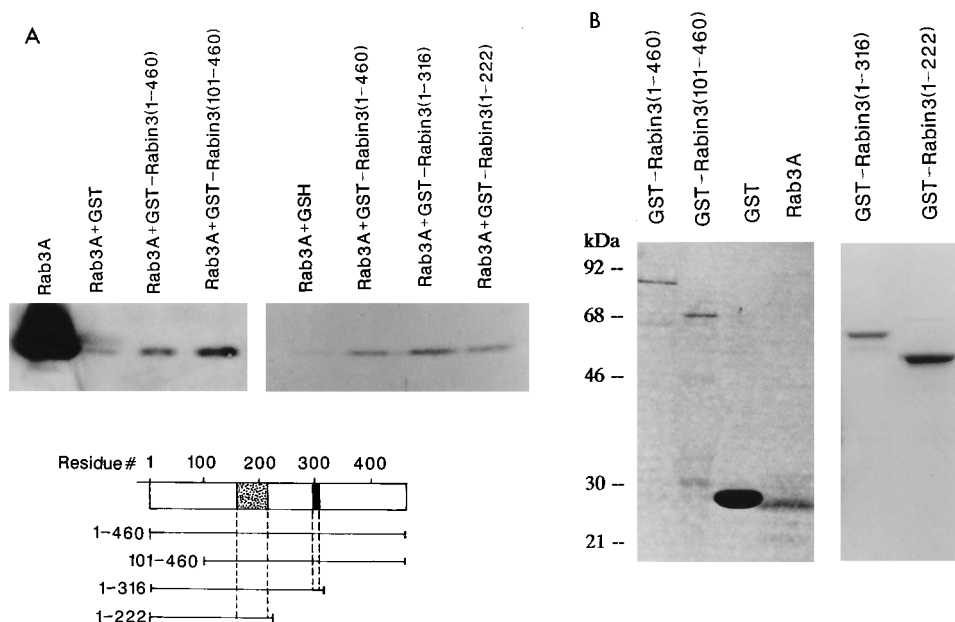 A
Rab3A
Rab3A+GST
Rab3A+GST-Rabin3(1-460)
Rab3A+GST-Rabin3(101-460)
Rab3A+GSH
Rab3A+GST-Rabin3(1-460)
Rab3A+GST-Rabin3(1-316)
Rab3A+GST-Rabin3(1-222)
Residue # 1 100 200 300 400
1-460
101-460
1-316
1-222
B
GST-Rabin3(1-460)
GST-Rabin3(101-460)
GST
Rab3A
GST-Rabin3(1-316)
GST-Rabin3(1-222)
kDa
92 --
68 --
46 --
30 --
21 --